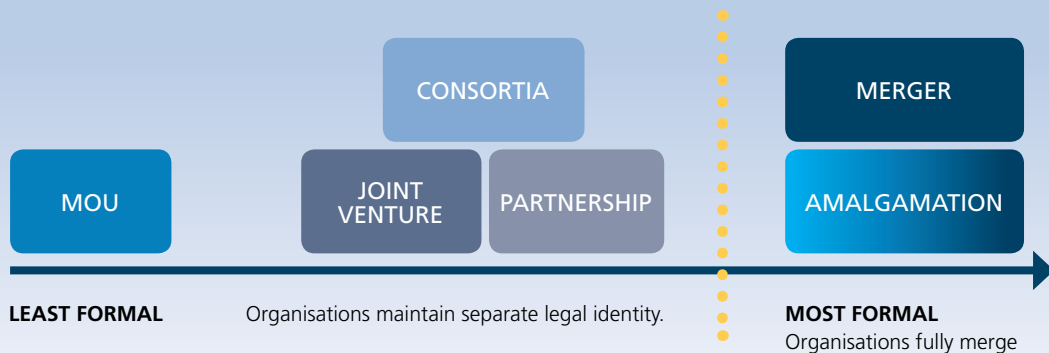 CONSORTIA
MERGER
MOU
JOINT
VENTURE
PARTNERSHIP
AMALGAMATION
LEAST FORMAL
Organisations maintain separate legal identity.
MOST FORMAL
Organisations fully merge